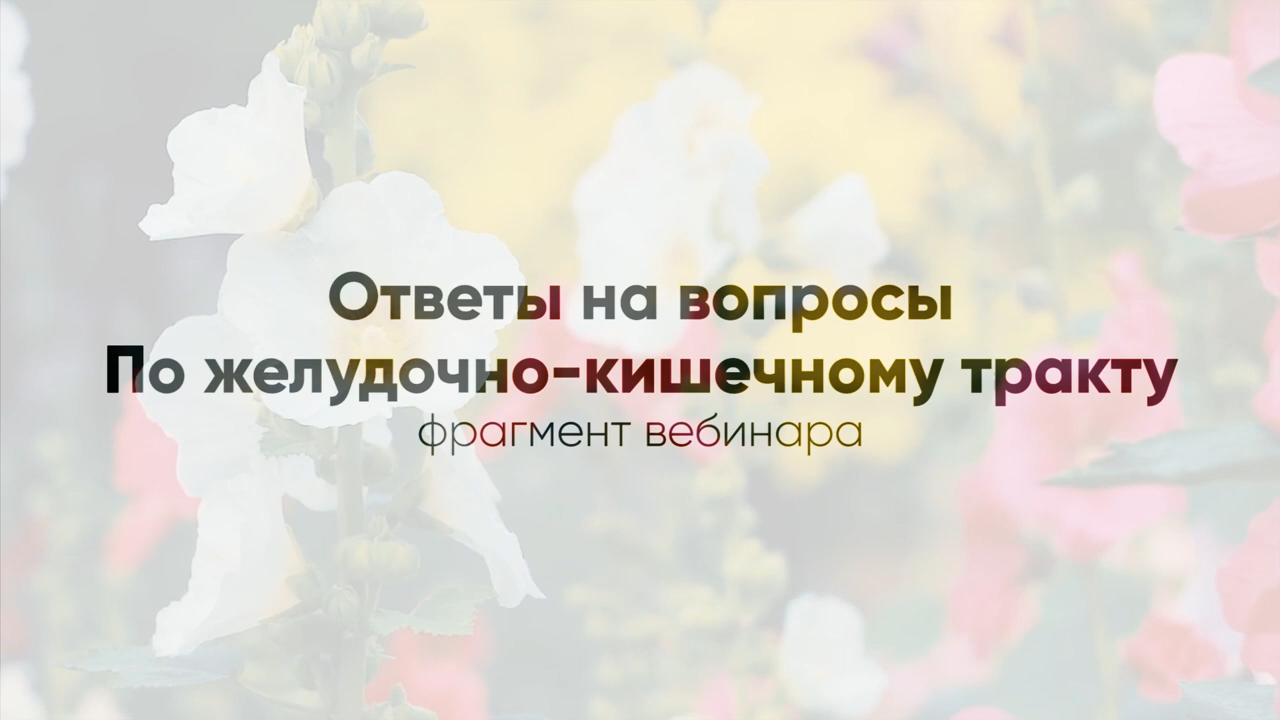 Ответы на вопросы
По желудочно-кишечному тракту
фрагмент вебинара